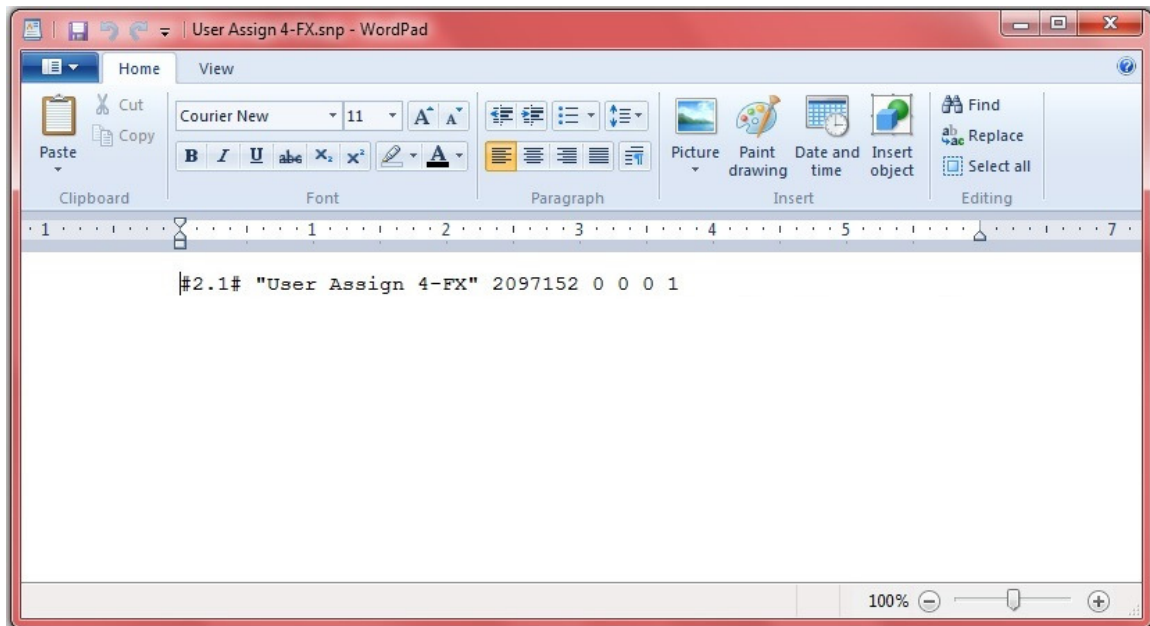 User Assign 4-FX.snp - WordPad
Home View
Cut
Copy
Paste
Clipboard
Courier New 11 A A
B I U abc X₂ X² A
Font
Paragraph
Picture Paint drawing Date and time Insert object
Insert
Find
Replace
Select all
Editing
1 1 2 3 4 5 7
#2.1# "User Assign 4-FX" 2097152 0 0 0 1
100%